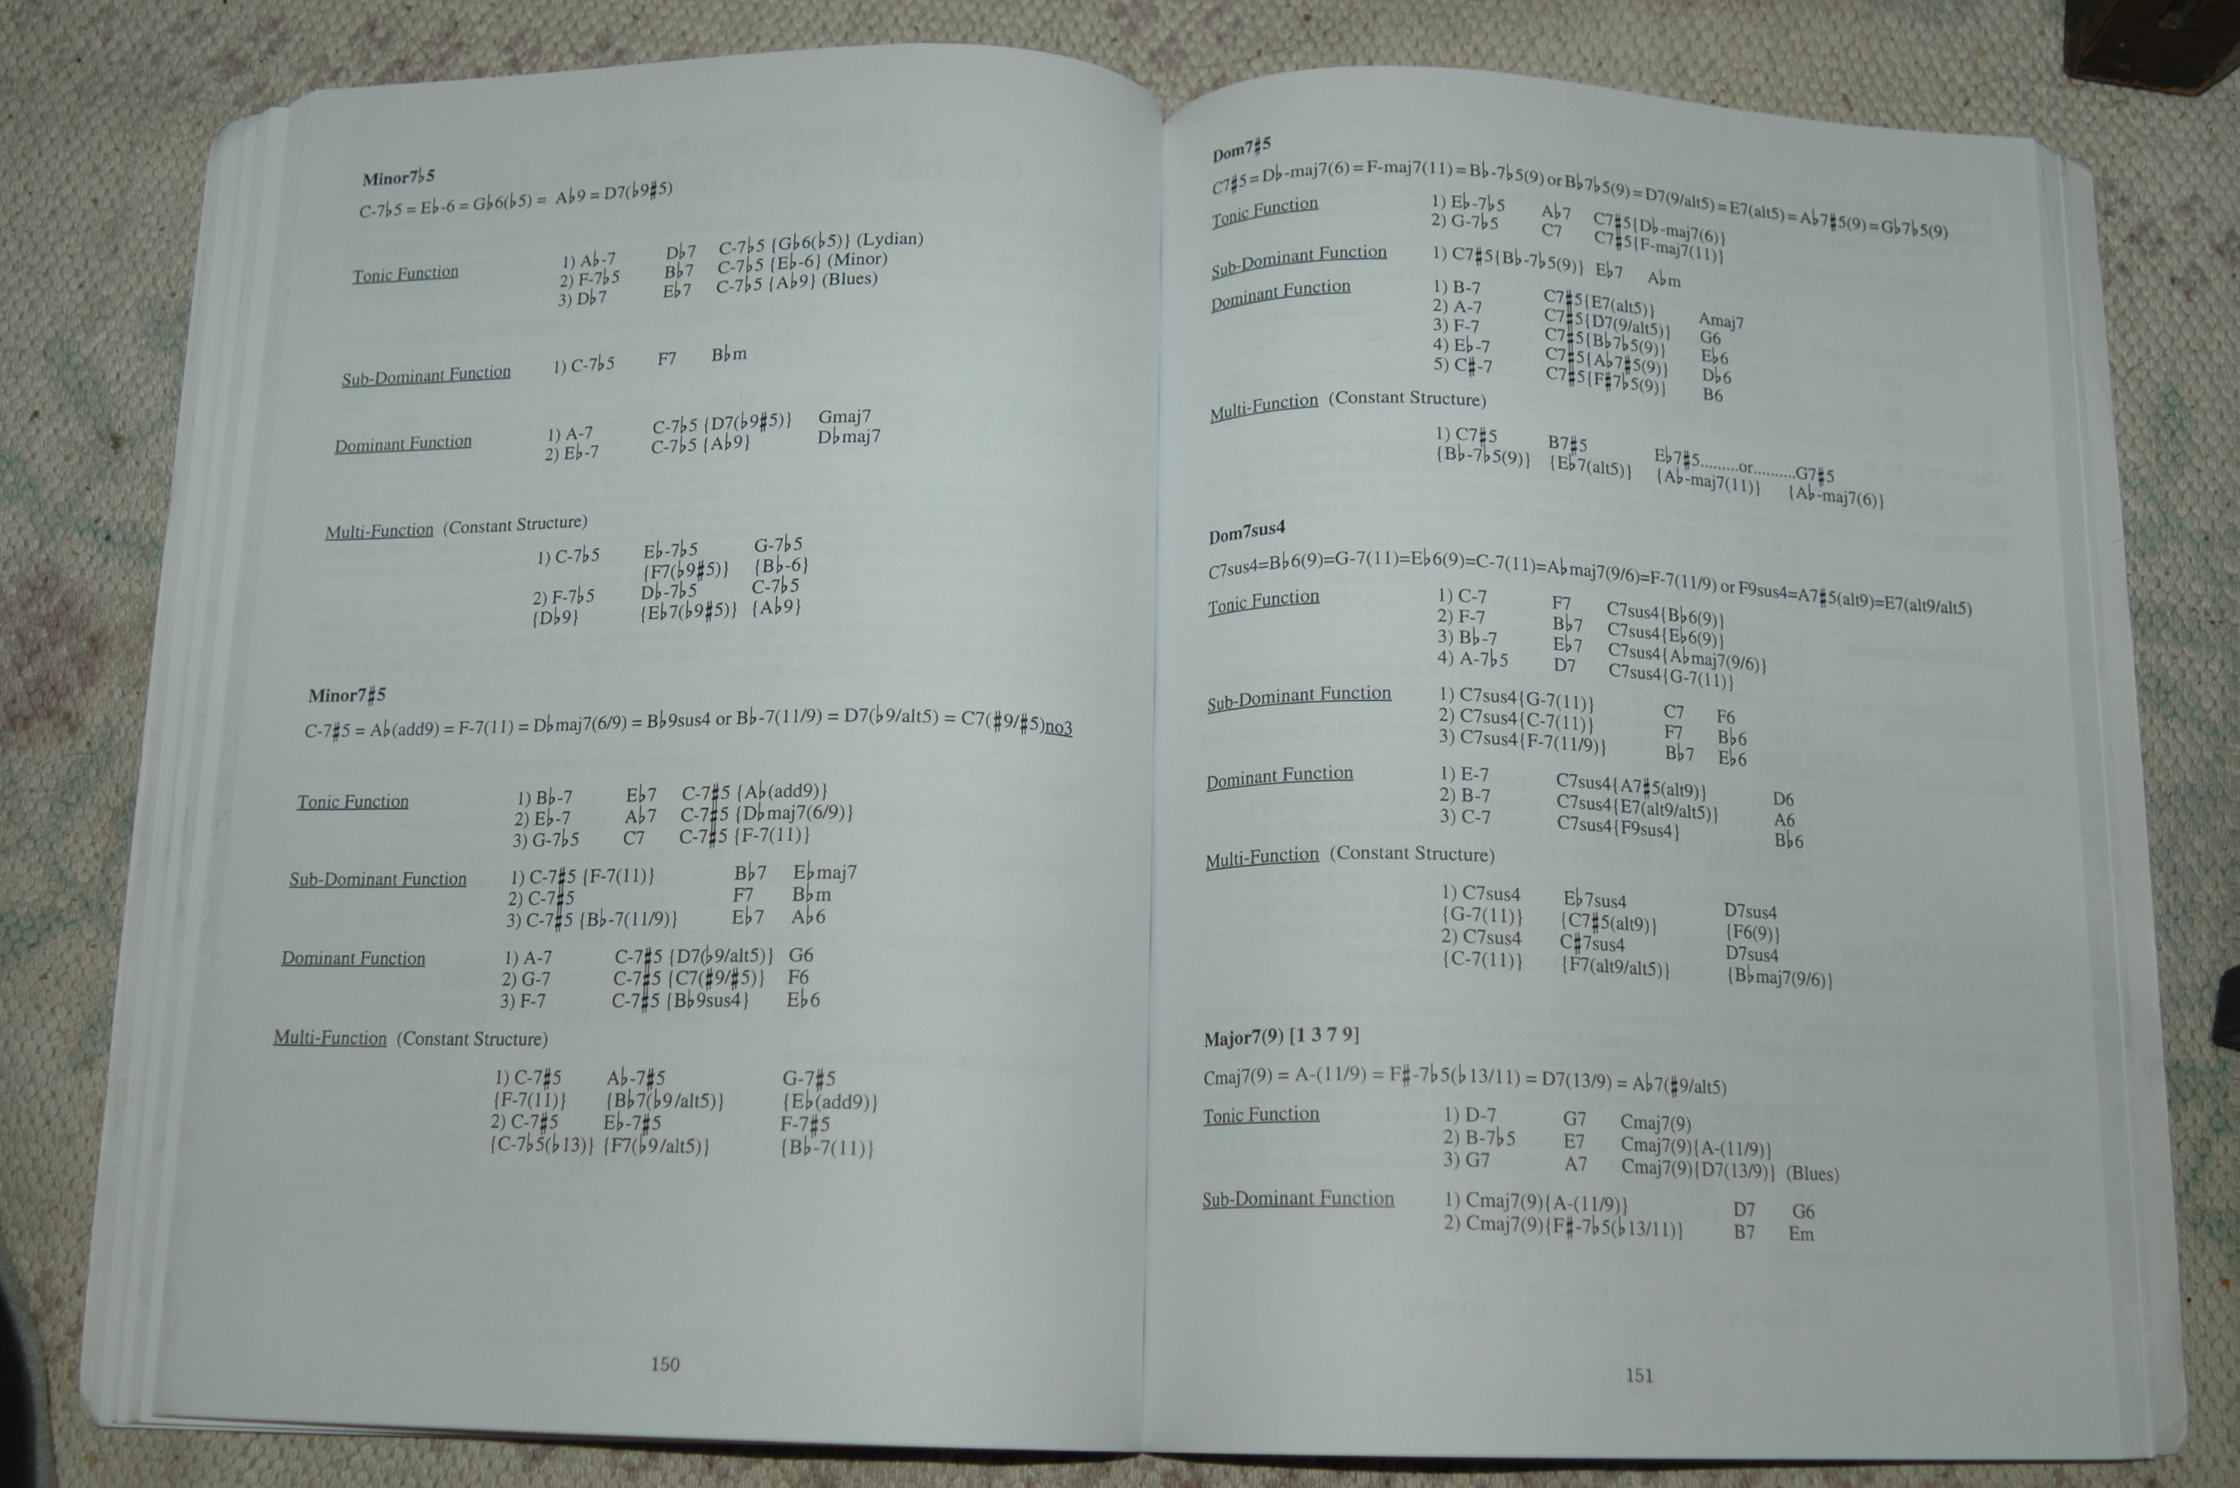 Minor7♭5
C-7♭5 = E♭-6 = G♭6(♭5) = A♭9 = D7(♭9♯5)
Tonic Function
1) A♭-7 D♭7 C-7♭5 {G♭6(♭5)} (Lydian)
2) F-7♭5 B♭7 C-7♭5 {E♭-6} (Minor)
3) D♭7 E♭7 C-7♭5 {A♭9} (Blues)
Sub-Dominant Function 1) C-7♭5 F7 B♭m
Dominant Function
1) A-7 C-7♭5 {D7(♭9♯5)} Gmaj7
2) E♭-7 C-7♭5 {A♭9} D♭maj7
Multi-Function (Constant Structure)
1) C-7♭5 E♭-7♭5 G-7♭5
{F7(♭9♯5)} {B♭-6}
2) F-7♭5 D♭-7♭5 C-7♭5
{D♭9} {E♭7(♭9♯5)} {A♭9}
Minor7♯5
C-7♯5 = A♭(add9) = F-7(11) = D♭maj7(6/9) = B♭9sus4 or B♭-7(11/9) = D7(♭9/alt5) = C7(♯9/♯5)no3
Tonic Function 1) B♭-7 E♭7 C-7♯5 {A♭(add9)}
2) E♭-7 A♭7 C-7♯5 {D♭maj7(6/9)}
3) G-7♭5 C7 C-7♯5 {F-7(11)}
Sub-Dominant Function 1) C-7♯5 {F-7(11)} B♭7 E♭maj7
2) C-7♯5 F7 B♭m
3) C-7♯5 {B♭-7(11/9)} E♭7 A♭6
Dominant Function 1) A-7 C-7♯5 {D7(♭9/alt5)} G6
2) G-7 C-7♯5 {C7(♯9/♯5)} F6
3) F-7 C-7♯5 {B♭9sus4} E♭6
Multi-Function (Constant Structure)
1) C-7♯5 A♭-7♯5 G-7♯5
{F-7(11)} {B♭7(♭9/alt5)} {E♭(add9)}
2) C-7♯5 E♭-7♯5 F-7♯5
{C-7♭5(♭13)} {F7(♭9/alt5)} {B♭-7(11)}
150
Dom7♯5
C7♯5 = D♭-maj7(6) = F-maj7(11) = B♭-7♭5(9) or B♭7♭5(9) = D7(9/alt5) = E7(alt5) = A♭7♯5(9) = G♭7♭5(9)
Tonic Function 1) E♭-7♭5 A♭7 C7♯5{D♭-maj7(6)}
2) G-7♭5 C7 C7♯5{F-maj7(11)}
Sub-Dominant Function 1) C7♯5{B♭-7♭5(9)} E♭7 A♭m
Dominant Function 1) B-7 C7♯5{E7(alt5)} Amaj7
2) A-7 C7♯5{D7(9/alt5)} G6
3) F-7 C7♯5{B♭7♭5(9)} E♭6
4) E♭-7 C7♯5{A♭7♯5(9)} D♭6
5) C♯-7 C7♯5{F♯7♭5(9)} B6
Multi-Function (Constant Structure)
1) C7♯5 B7♯5 E♭7♯5.........or.........G7♯5
{B♭-7♭5(9)} {E♭7(alt5)} {A♭-maj7(11)} {A♭-maj7(6)}
Dom7sus4
C7sus4=B♭6(9)=G-7(11)=E♭6(9)=C-7(11)=A♭maj7(9/6)=F-7(11/9) or F9sus4=A7♯5(alt9)=E7(alt9/alt5)
Tonic Function 1) C-7 F7 C7sus4{B♭6(9)}
2) F-7 B♭7 C7sus4{E♭6(9)}
3) B♭-7 E♭7 C7sus4{A♭maj7(9/6)}
4) A-7♭5 D7 C7sus4{G-7(11)}
Sub-Dominant Function 1) C7sus4{G-7(11)} C7 F6
2) C7sus4{C-7(11)} F7 B♭6
3) C7sus4{F-7(11/9)} B♭7 E♭6
Dominant Function 1) E-7 C7sus4{A7♯5(alt9)} D6
2) B-7 C7sus4{E7(alt9/alt5)} A6
3) C-7 C7sus4{F9sus4} B♭6
Multi-Function (Constant Structure)
1) C7sus4 E♭7sus4 D7sus4
{G-7(11)} {C7♯5(alt9)} {F6(9)}
2) C7sus4 C♯7sus4 D7sus4
{C-7(11)} {F7(alt9/alt5)} {B♭maj7(9/6)}
Major7(9) [1 3 7 9]
Cmaj7(9) = A-(11/9) = F♯-7♭5(♭13/11) = D7(13/9) = A♭7(♯9/alt5)
Tonic Function 1) D-7 G7 Cmaj7(9)
2) B-7♭5 E7 Cmaj7(9){A-(11/9)}
3) G7 A7 Cmaj7(9){D7(13/9)} (Blues)
Sub-Dominant Function 1) Cmaj7(9){A-(11/9)} D7 G6
2) Cmaj7(9){F♯-7♭5(♭13/11)} B7 Em
151